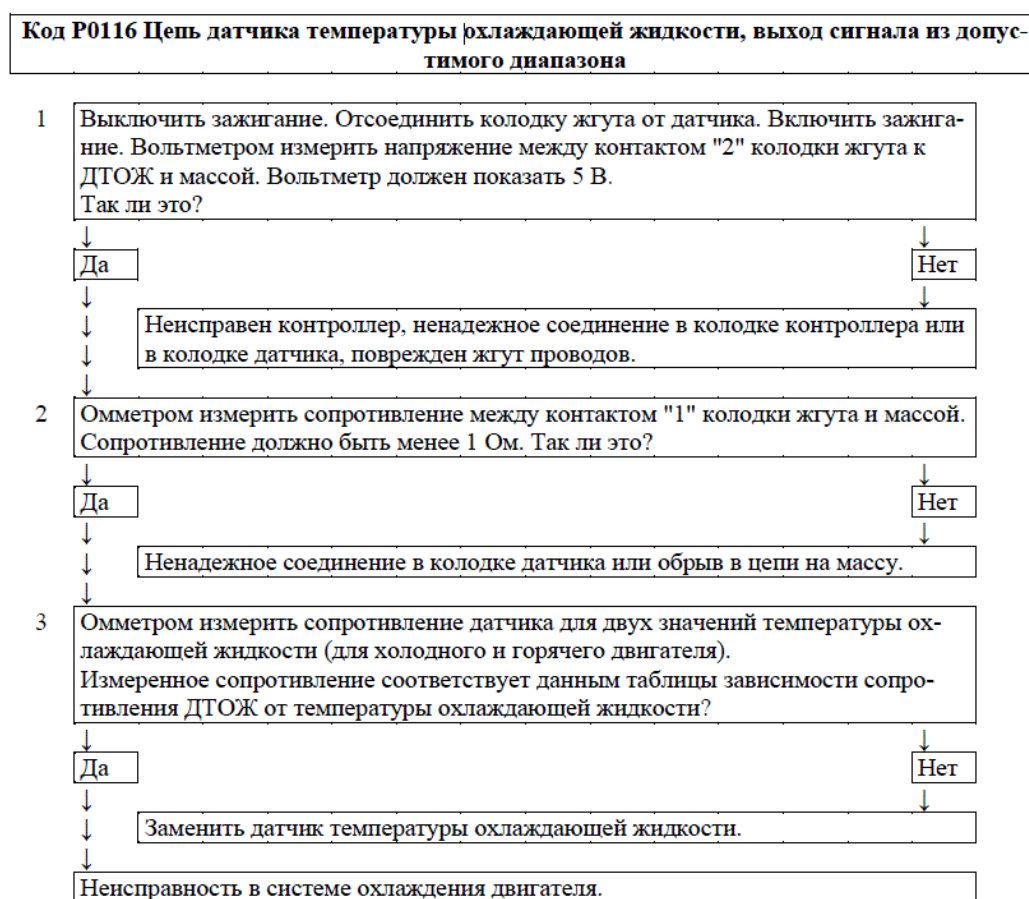 Код P0116 Цепь датчика температуры охлаждающей жидкости, выход сигнала из допус-
тимого диапазона
1 Выключить зажигание. Отсоединить колодку жгута от датчика. Включить зажига-
ние. Вольтметром измерить напряжение между контактом "2" колодки жгута к
ДТОЖ и массой. Вольтметр должен показать 5 В.
Так ли это?
↓ ↓
Да Нет
↓ ↓
↓ Неисправен контроллер, ненадежное соединение в колодке контроллера или
↓ в колодке датчика, поврежден жгут проводов.
↓
2 Омметром измерить сопротивление между контактом "1" колодки жгута и массой.
Сопротивление должно быть менее 1 Ом. Так ли это?
↓ ↓
Да Нет
↓ ↓
↓ Ненадежное соединение в колодке датчика или обрыв в цепи на массу.
↓
3 Омметром измерить сопротивление датчика для двух значений температуры ох-
лаждающей жидкости (для холодного и горячего двигателя).
Измеренное сопротивление соответствует данным таблицы зависимости сопро-
тивления ДТОЖ от температуры охлаждающей жидкости?
↓ ↓
Да Нет
↓ ↓
↓ Заменить датчик температуры охлаждающей жидкости.
↓
Неисправность в системе охлаждения двигателя.